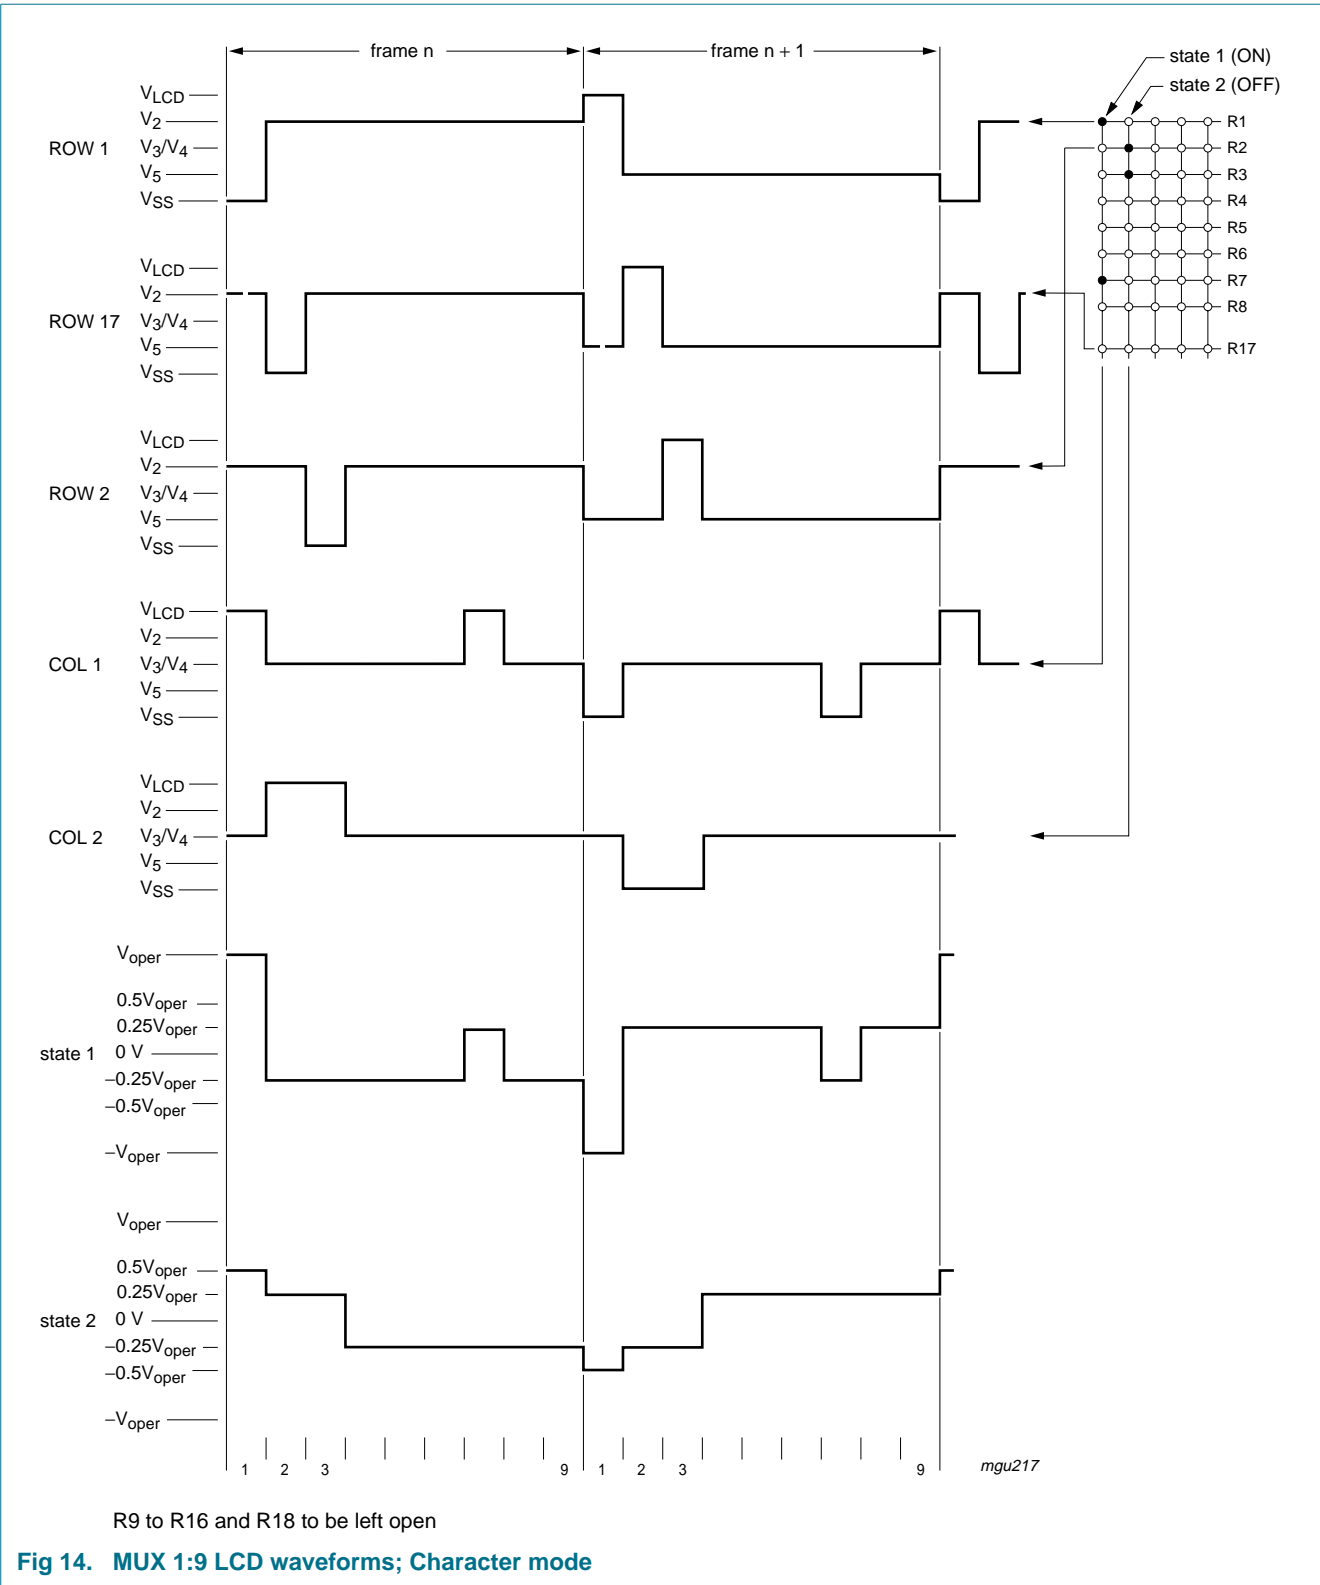 frame n
frame n + 1
state 1 (ON)
state 2 (OFF)
R1
R2
R3
R4
R5
R6
R7
R8
R17
ROW 1
VLCD
V2
V3/V4
V5
VSS
ROW 17
VLCD
V2
V3/V4
V5
VSS
ROW 2
VLCD
V2
V3/V4
V5
VSS
COL 1
VLCD
V2
V3/V4
V5
VSS
COL 2
VLCD
V2
V3/V4
V5
VSS
state 1
Voper
0.5Voper
0.25Voper
0 V
−0.25Voper
−0.5Voper
−Voper
state 2
Voper
0.5Voper
0.25Voper
0 V
−0.25Voper
−0.5Voper
−Voper
1 2 3 9 1 2 3 9
mgu217
R9 to R16 and R18 to be left open
Fig 14. MUX 1:9 LCD waveforms; Character mode